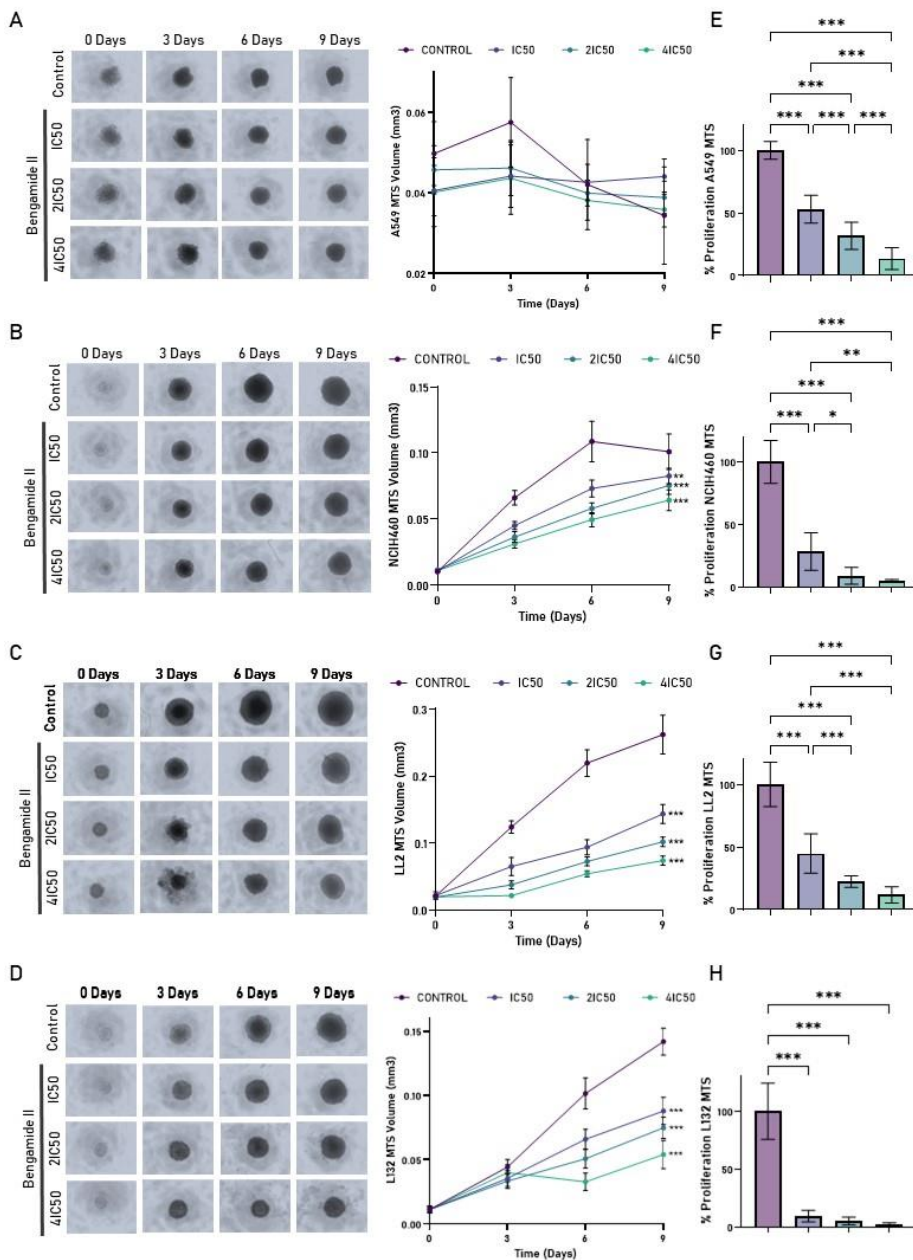 A
0 Days 3 Days 6 Days 9 Days
Control
Bengamide II
IC50
2IC50
4IC50
CONTROL IC50 2IC50 4IC50
A549 MTS Volume (mm3)
0.06
0.04
0.02
0 3 6 9
Time (Days)
E
***
***
***
*** *** ***
% Proliferation A549 MTS
100
50
0
B
0 Days 3 Days 6 Days 9 Days
Control
Bengamide II
IC50
2IC50
4IC50
CONTROL IC50 2IC50 4IC50
NCIH460 MTS Volume (mm3)
0.15
0.10
0.05
0.00
**
***
***
0 3 6 9
Time (Days)
F
***
**
***
*** *
% Proliferation NCIH460 MTS
100
50
0
C
0 Days 3 Days 6 Days 9 Days
Control
Bengamide II
IC50
2IC50
4IC50
CONTROL IC50 2IC50 4IC50
LL2 MTS Volume (mm3)
0.3
0.2
0.1
0.0
***
***
***
0 3 6 9
Time (Days)
G
***
***
***
*** ***
% Proliferation LL2 MTS
100
50
0
D
0 Days 3 Days 6 Days 9 Days
Control
Bengamide II
IC50
2IC50
4IC50
CONTROL IC50 2IC50 4IC50
L132 MTS Volume (mm3)
0.15
0.10
0.05
0.00
***
***
***
0 3 6 9
Time (Days)
H
***
***
***
% Proliferation L132 MTS
100
50
0